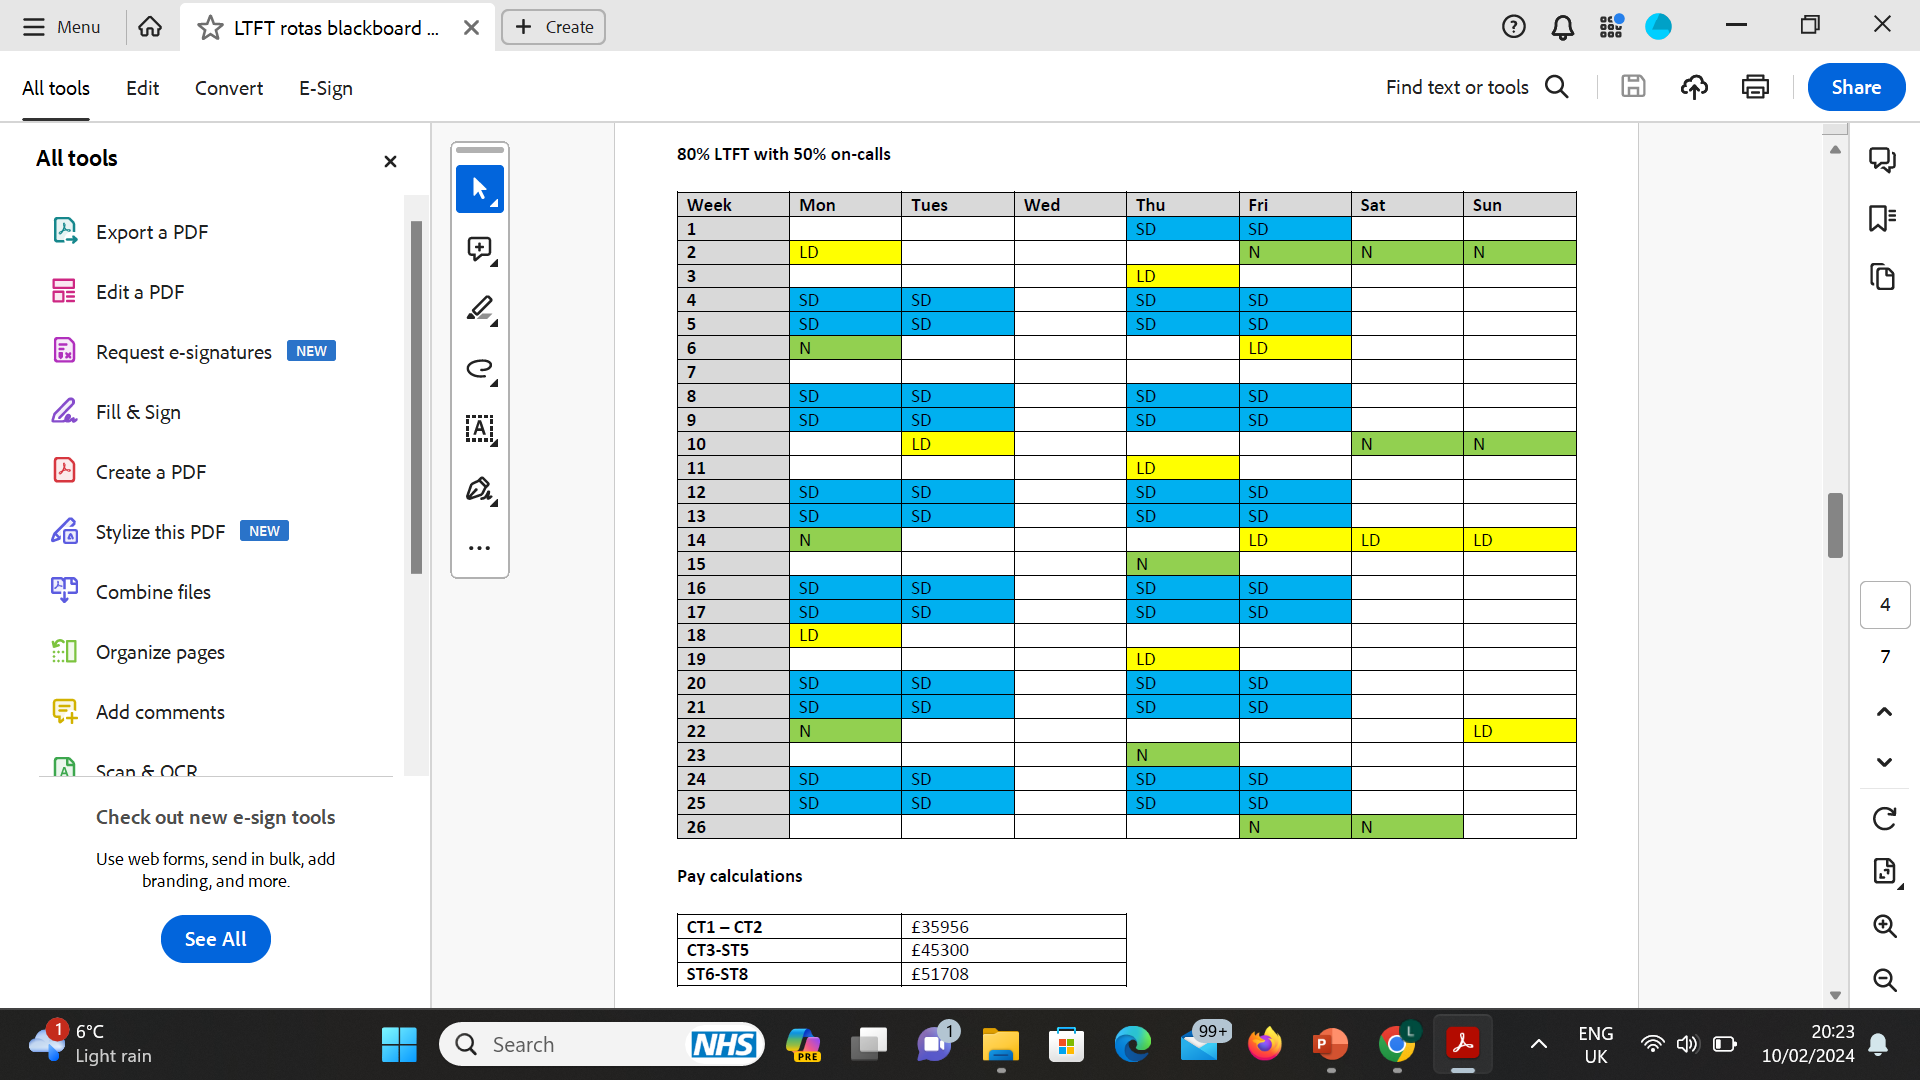 Menu
LTFT rotas blackboard ...
Create
All tools
Edit
Convert
E-Sign
Find text or tools
Share
All tools
Export a PDF
Edit a PDF
Request e-signatures NEW
Fill & Sign
Create a PDF
Stylize this PDF NEW
Combine files
Organize pages
Add comments
Scan & OCR
Check out new e-sign tools
Use web forms, send in bulk, add
branding, and more.
See All
80% LTFT with 50% on-calls
Week Mon Tues Wed Thu Fri Sat Sun
1 SD SD
2 LD N N N
3 LD
4 SD SD SD SD
5 SD SD SD SD
6 N LD
7
8 SD SD SD SD
9 SD SD SD SD
10 LD N N
11 LD
12 SD SD SD SD
13 SD SD SD SD
14 N LD LD LD
15 N
16 SD SD SD SD
17 SD SD SD SD
18 LD
19 LD
20 SD SD SD SD
21 SD SD SD SD
22 N LD
23 N
24 SD SD SD SD
25 SD SD SD SD
26 N N
Pay calculations
CT1 – CT2 £35956
CT3-ST5 £45300
ST6-ST8 £51708
4
7
1
6°C
Light rain
Search
NHS
PRE
1
99+
P
L
ENG
UK
20:23
10/02/2024